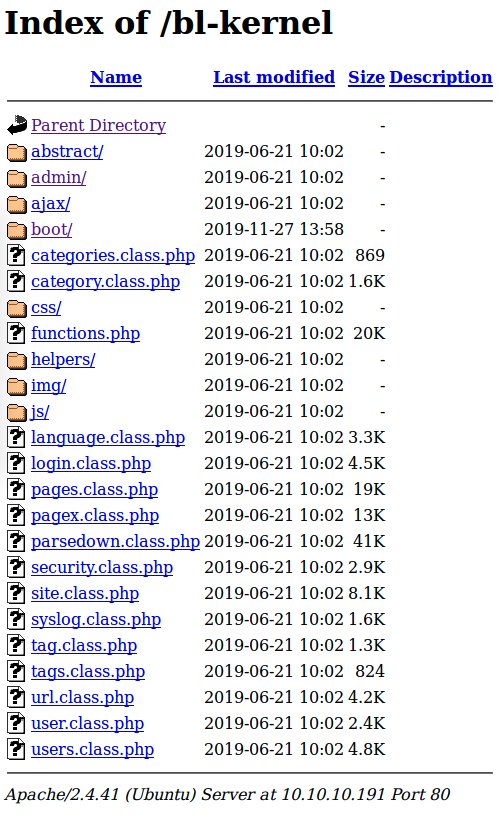 Index of /bl-kernel
Name Last modified Size Description
Parent Directory -
abstract/ 2019-06-21 10:02 -
admin/ 2019-06-21 10:02 -
ajax/ 2019-06-21 10:02 -
boot/ 2019-11-27 13:58 -
categories.class.php 2019-06-21 10:02 869
category.class.php 2019-06-21 10:02 1.6K
css/ 2019-06-21 10:02 -
functions.php 2019-06-21 10:02 20K
helpers/ 2019-06-21 10:02 -
img/ 2019-06-21 10:02 -
js/ 2019-06-21 10:02 -
language.class.php 2019-06-21 10:02 3.3K
login.class.php 2019-06-21 10:02 4.5K
pages.class.php 2019-06-21 10:02 19K
pagex.class.php 2019-06-21 10:02 13K
parsedown.class.php 2019-06-21 10:02 41K
security.class.php 2019-06-21 10:02 2.9K
site.class.php 2019-06-21 10:02 8.1K
syslog.class.php 2019-06-21 10:02 1.6K
tag.class.php 2019-06-21 10:02 1.3K
tags.class.php 2019-06-21 10:02 824
url.class.php 2019-06-21 10:02 4.2K
user.class.php 2019-06-21 10:02 2.4K
users.class.php 2019-06-21 10:02 4.8K
Apache/2.4.41 (Ubuntu) Server at 10.10.10.191 Port 80